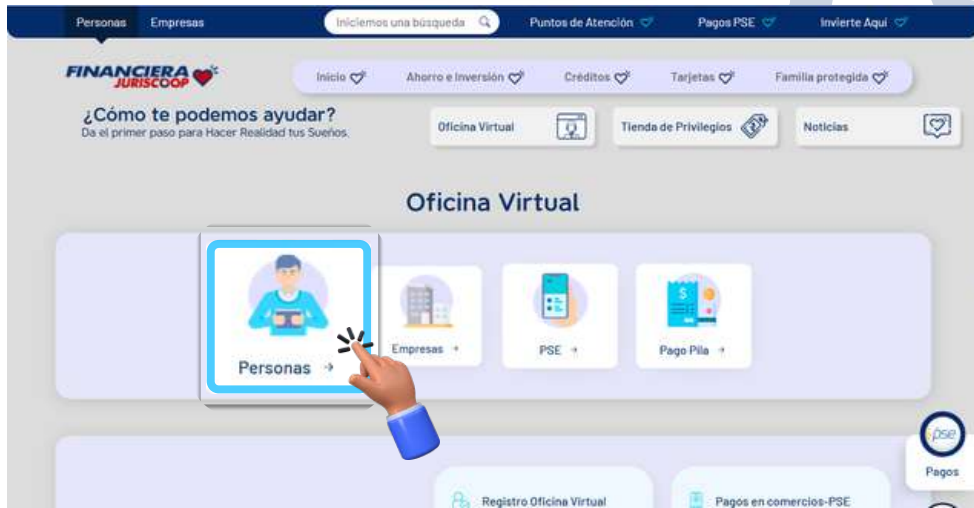 Personas Empresas Iniciemos una búsqueda Puntos de Atención Pagos PSE Invierte Aquí
FINANCIERA
JURISCOOP
Inicio Ahorro e Inversión Créditos Tarjetas Familia protegida
¿Cómo te podemos ayudar?
Da el primer paso para Hacer Realidad tus Sueños.
Oficina Virtual Tienda de Privilegios Noticias
Oficina Virtual
Personas → Empresas → PSE → Pago Pila →
pse
Pagos
Registro Oficina Virtual Pagos en comercios-PSE